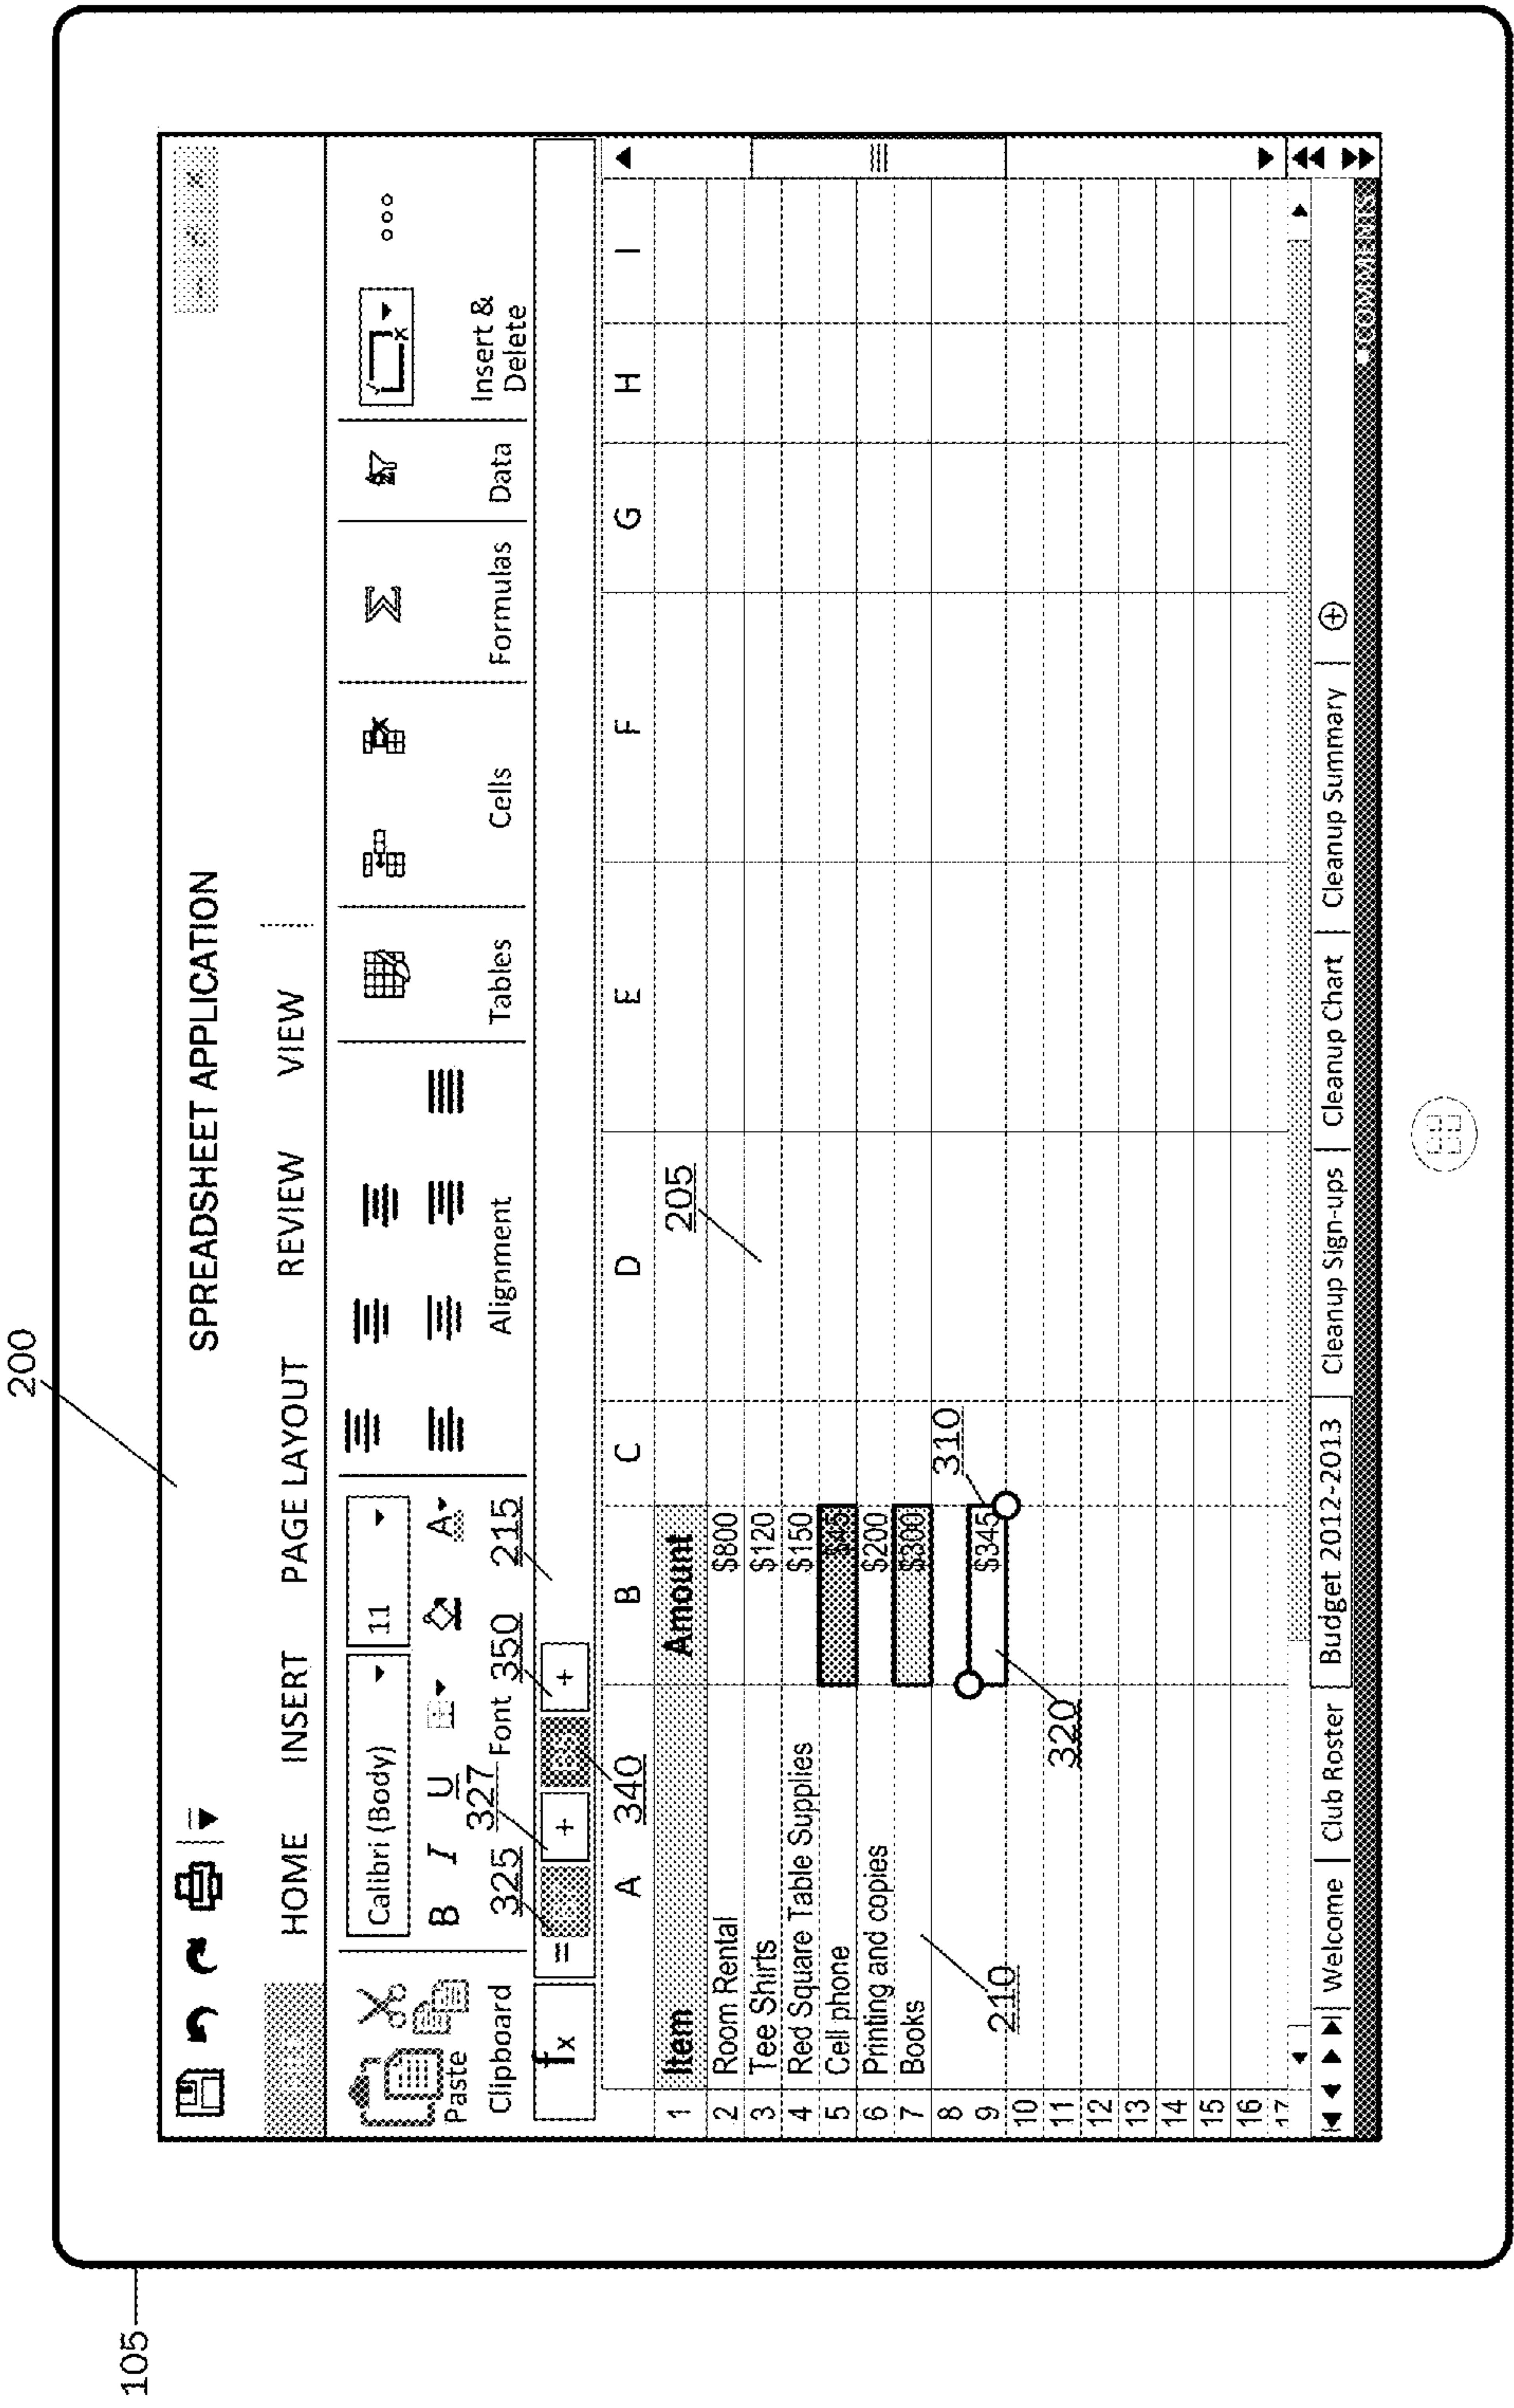 200
105
SPREADSHEET APPLICATION
HOME INSERT PAGE LAYOUT REVIEW VIEW
Calibri (Body) 11
B I U A
Paste
Clipboard Font Alignment Tables Cells Formulas Data Insert & Delete
325 327 350 215
fx = + +
340
A B C D E F G H I
205
1 Item Amount
2 Room Rental $800
3 Tee Shirts $120
4 Red Square Table Supplies $150
5 Cell phone $45
6 Printing and copies $200
7 Books $300
8
310
9 $345
210
10
320
11
12
13
14
15
16
17
Welcome Club Roster Budget 2012-2013 Cleanup Sign-ups Cleanup Chart Cleanup Summary
COMMENTS